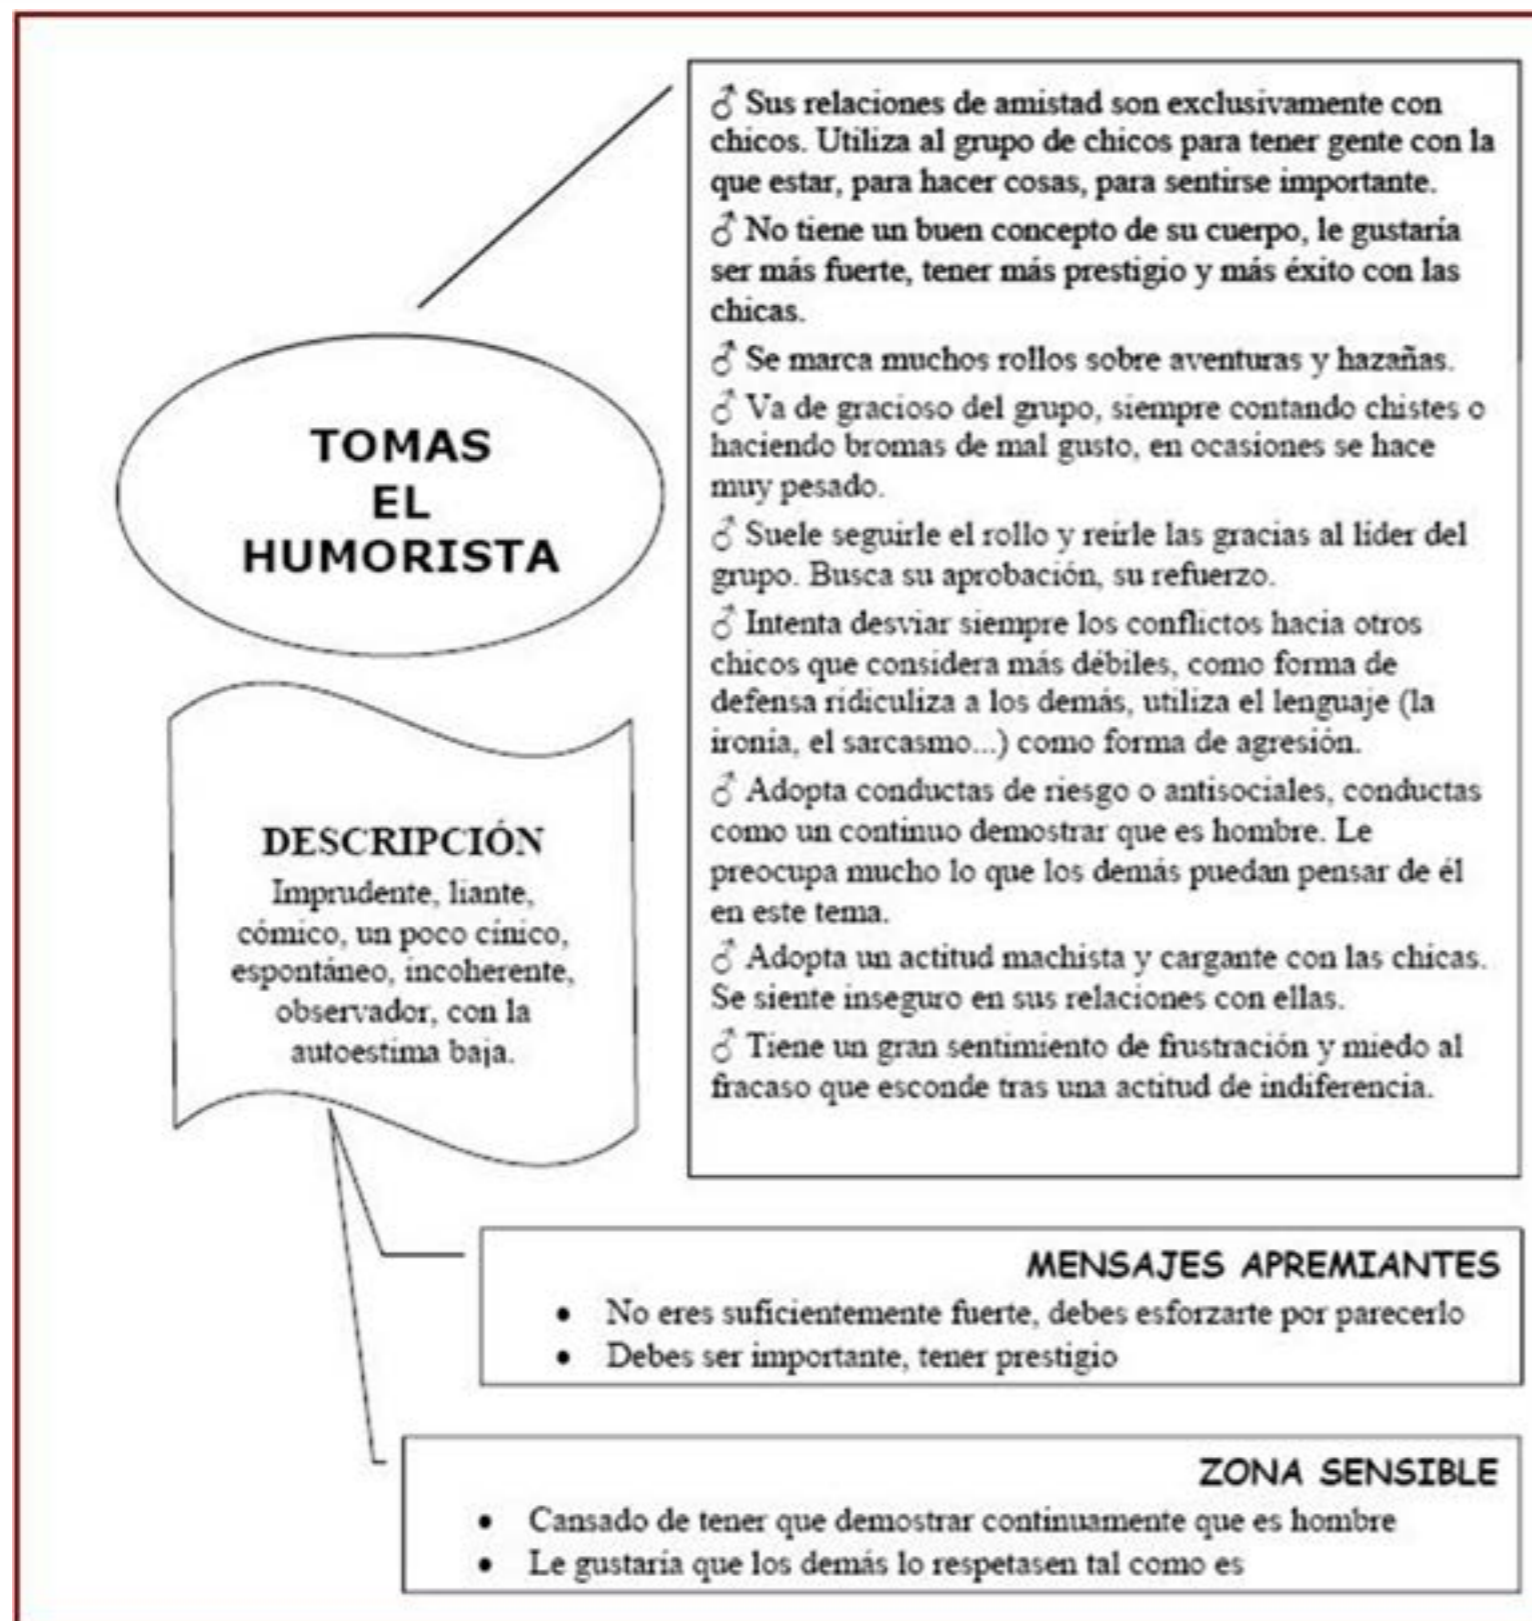 TOMAS
EL
HUMORISTA
DESCRIPCIÓN
Imprudente, liante,
cómico, un poco cínico,
espontáneo, incoherente,
observador, con la
autoestima baja.
♂ Sus relaciones de amistad son exclusivamente con
chicos. Utiliza al grupo de chicos para tener gente con la
que estar, para hacer cosas, para sentirse importante.
♂ No tiene un buen concepto de su cuerpo, le gustaría
ser más fuerte, tener más prestigio y más éxito con las
chicas.
♂ Se marca muchos rollos sobre aventuras y hazañas.
♂ Va de gracioso del grupo, siempre contando chistes o
haciendo bromas de mal gusto, en ocasiones se hace
muy pesado.
♂ Suele seguirle el rollo y reírle las gracias al líder del
grupo. Busca su aprobación, su refuerzo.
♂ Intenta desviar siempre los conflictos hacia otros
chicos que considera más débiles, como forma de
defensa ridiculiza a los demás, utiliza el lenguaje (la
ironía, el sarcasmo...) como forma de agresión.
♂ Adopta conductas de riesgo o antisociales, conductas
como un continuo demostrar que es hombre. Le
preocupa mucho lo que los demás puedan pensar de él
en este tema.
♂ Adopta un actitud machista y cargante con las chicas.
Se siente inseguro en sus relaciones con ellas.
♂ Tiene un gran sentimiento de frustración y miedo al
fracaso que esconde tras una actitud de indiferencia.
MENSAJES APREMIANTES
• No eres suficientemente fuerte, debes esforzarte por parecerlo
• Debes ser importante, tener prestigio
ZONA SENSIBLE
• Cansado de tener que demostrar continuamente que es hombre
• Le gustaría que los demás lo respetasen tal como es